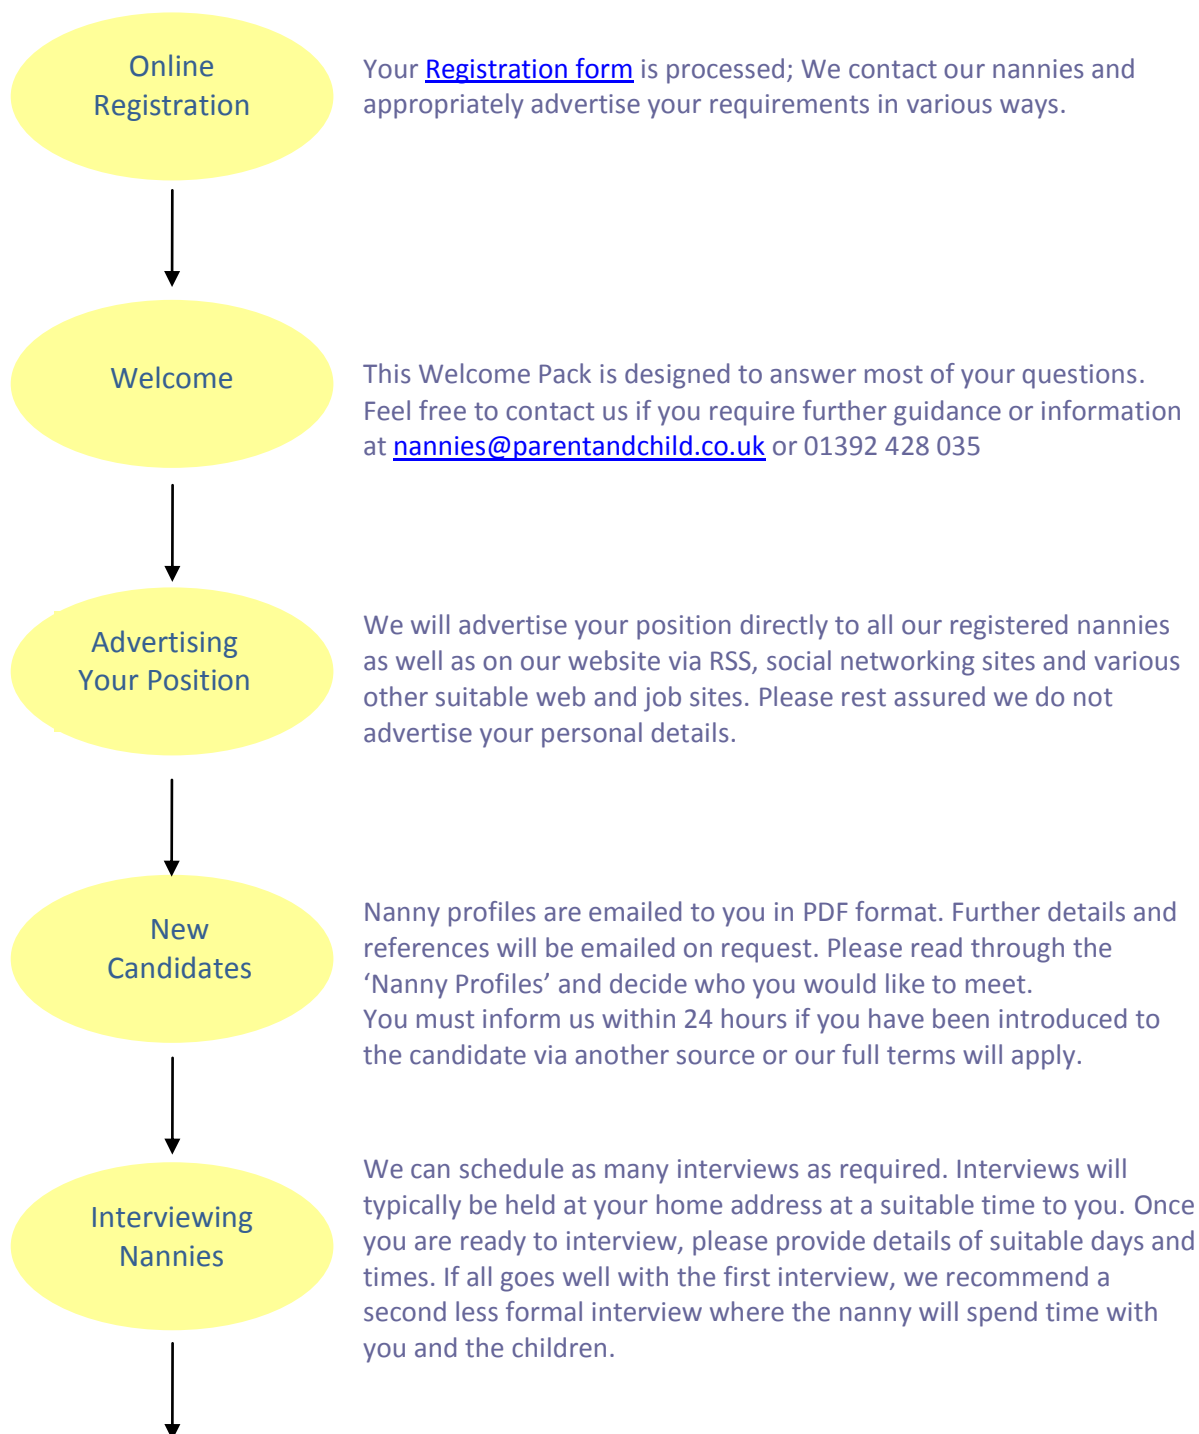 Online
Registration
Your Registration form is processed; We contact our nannies and
appropriately advertise your requirements in various ways.
Welcome
This Welcome Pack is designed to answer most of your questions.
Feel free to contact us if you require further guidance or information
at nannies@parentandchild.co.uk or 01392 428 035
Advertising
Your Position
We will advertise your position directly to all our registered nannies
as well as on our website via RSS, social networking sites and various
other suitable web and job sites. Please rest assured we do not
advertise your personal details.
New
Candidates
Nanny profiles are emailed to you in PDF format. Further details and
references will be emailed on request. Please read through the
‘Nanny Profiles’ and decide who you would like to meet.
You must inform us within 24 hours if you have been introduced to
the candidate via another source or our full terms will apply.
Interviewing
Nannies
We can schedule as many interviews as required. Interviews will
typically be held at your home address at a suitable time to you. Once
you are ready to interview, please provide details of suitable days and
times. If all goes well with the first interview, we recommend a
second less formal interview where the nanny will spend time with
you and the children.